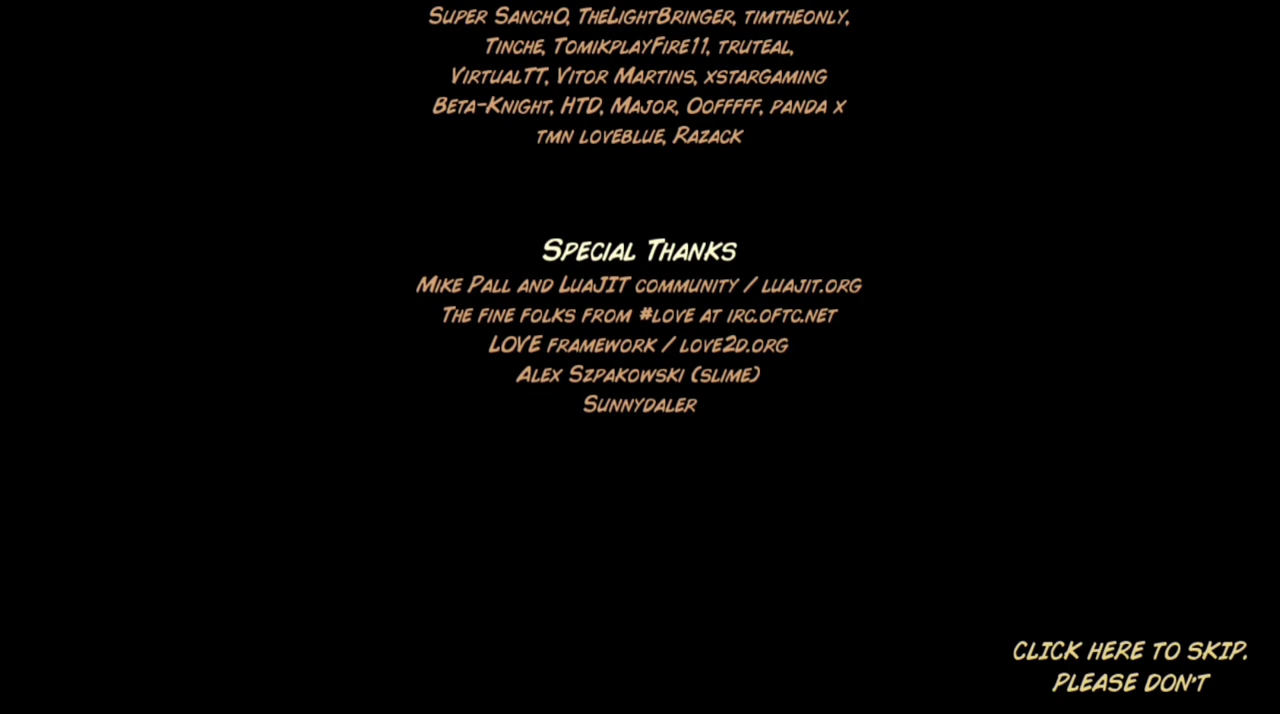 Super SanchO, TheLightBringer, timtheonly,
Tinche, TomikplayFire11, truteal,
VirtualTT, Vitor Martins, xstargaming
Beta-Knight, HTD, Major, Oofffff, panda x
tmn loveblue, Razack
Special Thanks
Mike Pall and LuaJIT community / luajit.org
The fine folks from #love at irc.oftc.net
LOVE framework / love2d.org
Alex Szpakowski (slime)
Sunnydaler
CLICK HERE TO SKIP.
PLEASE DON'T